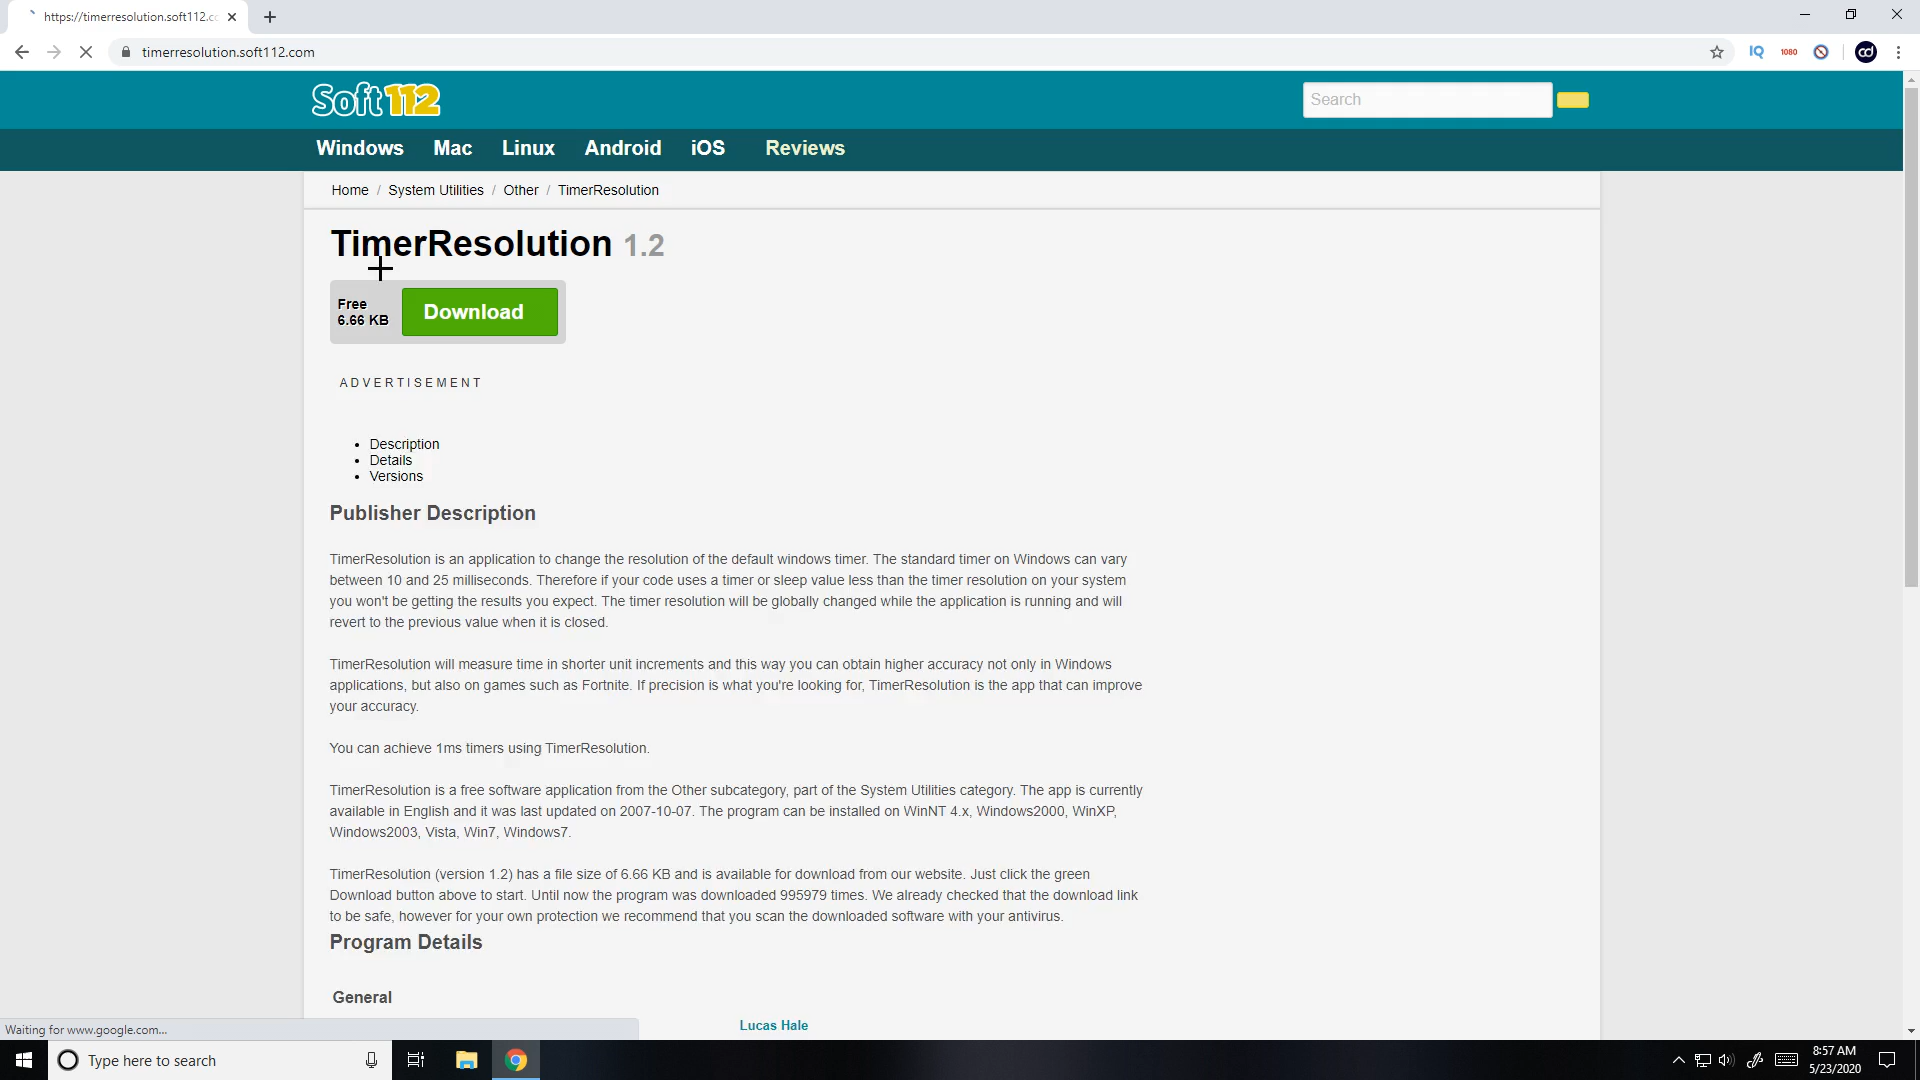 https://timerresolution.soft112.co
timerresolution.soft112.com
IQ
1080
cd
Soft112
Search
Windows Mac Linux Android iOS Reviews
Home / System Utilities / Other / TimerResolution
TimerResolution 1.2
Free
6.66 KB
Download
ADVERTISEMENT
• Description
• Details
• Versions
Publisher Description
TimerResolution is an application to change the resolution of the default windows timer. The standard timer on Windows can vary
between 10 and 25 milliseconds. Therefore if your code uses a timer or sleep value less than the timer resolution on your system
you won't be getting the results you expect. The timer resolution will be globally changed while the application is running and will
revert to the previous value when it is closed.
TimerResolution will measure time in shorter unit increments and this way you can obtain higher accuracy not only in Windows
applications, but also on games such as Fortnite. If precision is what you're looking for, TimerResolution is the app that can improve
your accuracy.
You can achieve 1ms timers using TimerResolution.
TimerResolution is a free software application from the Other subcategory, part of the System Utilities category. The app is currently
available in English and it was last updated on 2007-10-07. The program can be installed on WinNT 4.x, Windows2000, WinXP,
Windows2003, Vista, Win7, Windows7.
TimerResolution (version 1.2) has a file size of 6.66 KB and is available for download from our website. Just click the green
Download button above to start. Until now the program was downloaded 995979 times. We already checked that the download link
to be safe, however for your own protection we recommend that you scan the downloaded software with your antivirus.
Program Details
General
Lucas Hale
Waiting for www.google.com...
Type here to search
8:57 AM
5/23/2020